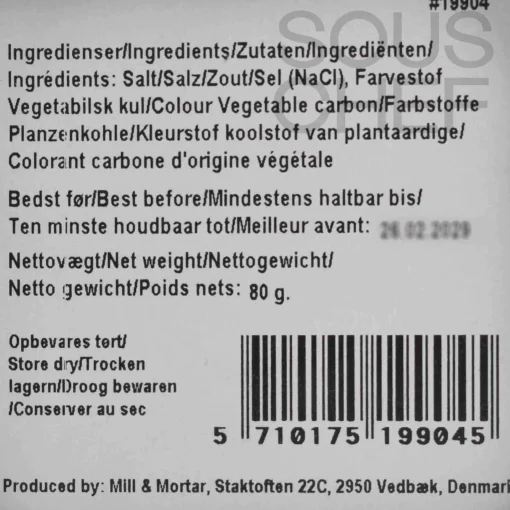 #19904
SOUS
CHEF
Ingredienser/Ingredients/Zutaten/Ingrediënten/
Ingrédients: Salt/Salz/Zout/Sel (NaCl), Farvestof
Vegetabilsk kul/Colour Vegetable carbon/Farbstoffe
Planzenkohle/Kleurstof koolstof van plantaardige/
Colorant carbone d'origine végétale
Bedst før/Best before/Mindestens haltbar bis/
Ten minste houdbaar tot/Meilleur avant: 26.02.2029
Nettovægt/Net weight/Nettogewicht/
Netto gewicht/Poids nets: 80 g.
Opbevares tørt/
Store dry/Trocken
lagern/Droog bewaren
/Conserver au sec
5 710175 199045
Produced by: Mill & Mortar, Staktoften 22C, 2950 Vedbæk, Denmar